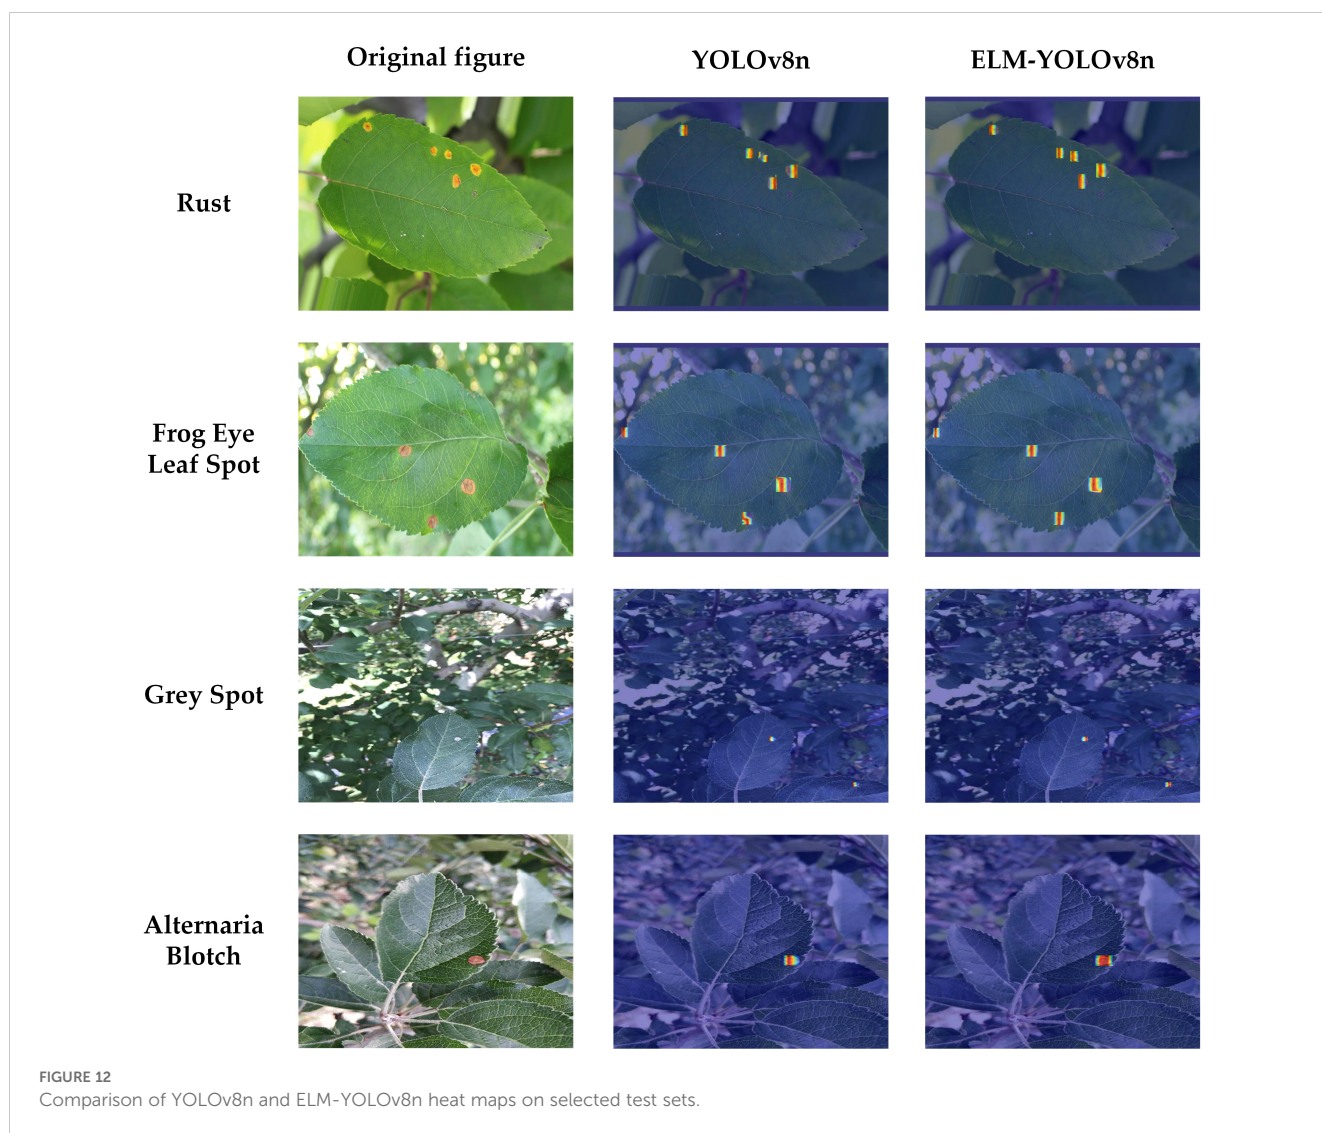 Original figure
YOLOv8n
ELM-YOLOv8n
Rust
Frog Eye
Leaf Spot
Grey Spot
Alternaria
Blotch
FIGURE 12
Comparison of YOLOv8n and ELM-YOLOv8n heat maps on selected test sets.